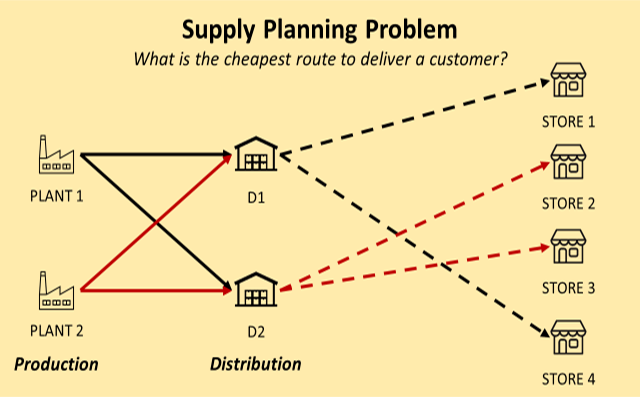 Supply Planning Problem
What is the cheapest route to deliver a customer?
STORE 1
PLANT 1
D1
STORE 2
STORE 3
PLANT 2
D2
Production
Distribution
STORE 4